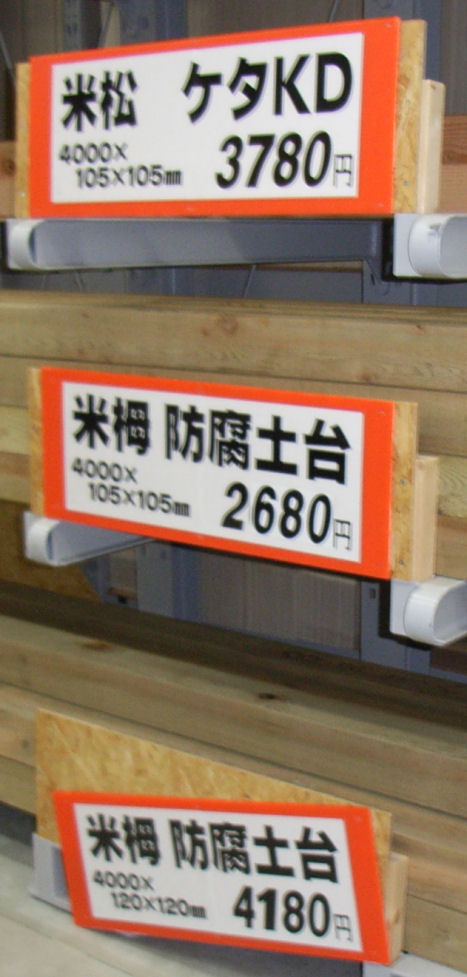 米松 ケタKD
4000×
105×105㎜ 3780円
米栂 防腐土台
4000×
105×105㎜ 2680円
米栂 防腐土台
4000×
120×120㎜ 4180円